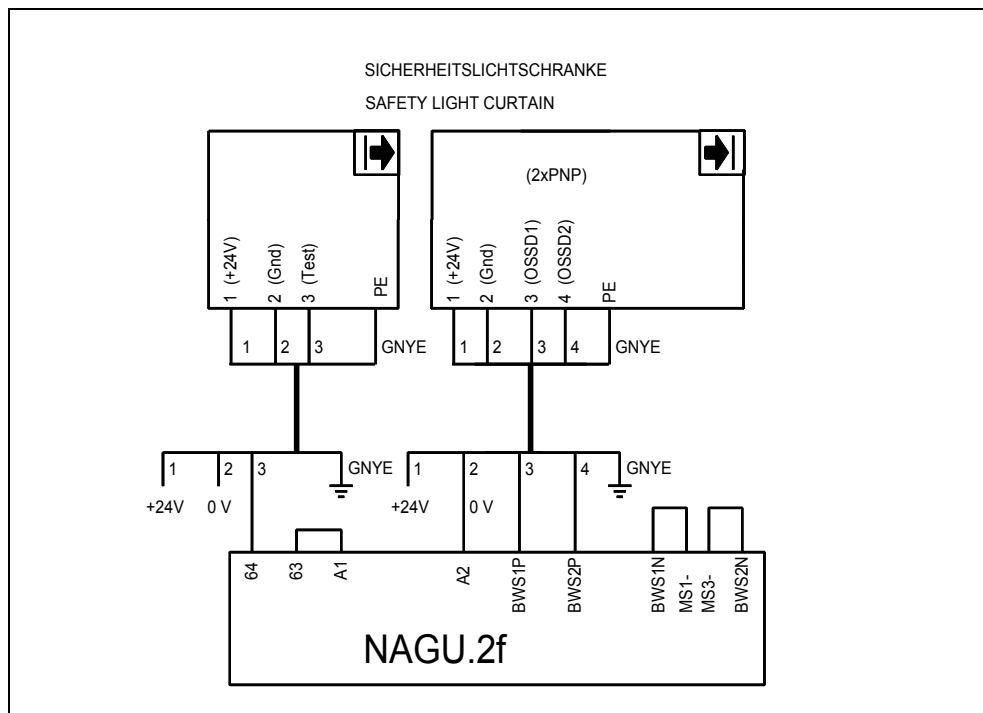 SICHERHEITSLICHTSCHRANKE
SAFETY LIGHT CURTAIN
(2xPNP)
1 (+24V)
2 (Gnd)
3 (Test)
PE
1 (+24V)
2 (Gnd)
3 (OSSD1)
4 (OSSD2)
PE
1 2 3 GNYE
1 2 3 4 GNYE
1 2 3 GNYE
1 2 3 4 GNYE
+24V 0 V
+24V 0 V
64
63
A1
A2
BWS1P
BWS2P
BWS1N
MS1-
MS3-
BWS2N
NAGU.2f